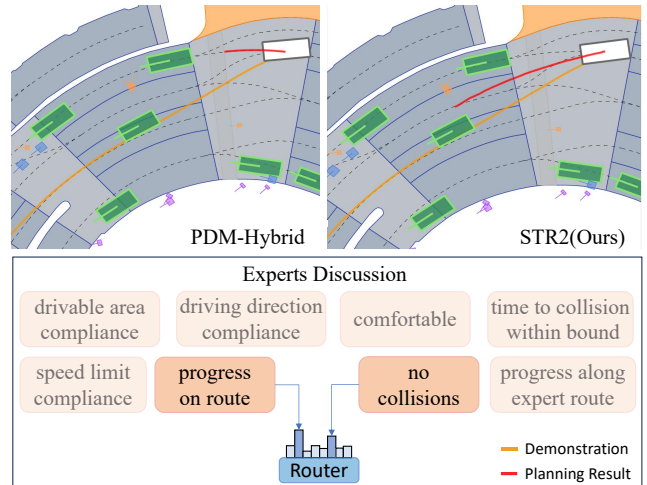 PDM-Hybrid
STR2(Ours)
Experts Discussion
drivable area
compliance
driving direction
compliance
comfortable
time to collision
within bound
speed limit
compliance
progress
on route
no
collisions
progress along
expert route
Router
Demonstration
Planning Result